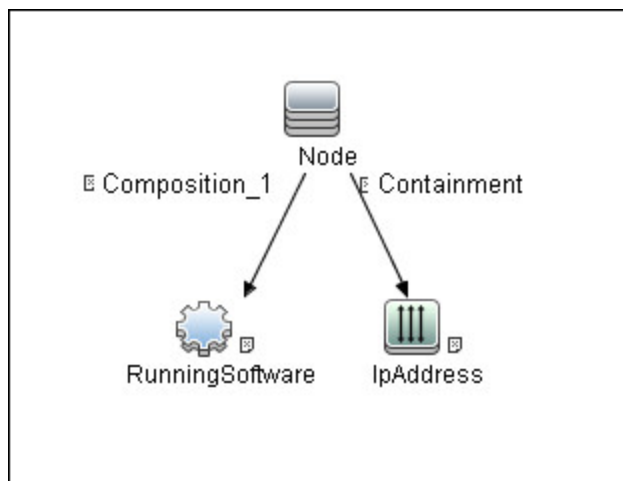 Node
Composition_1
Containment
RunningSoftware
IpAddress